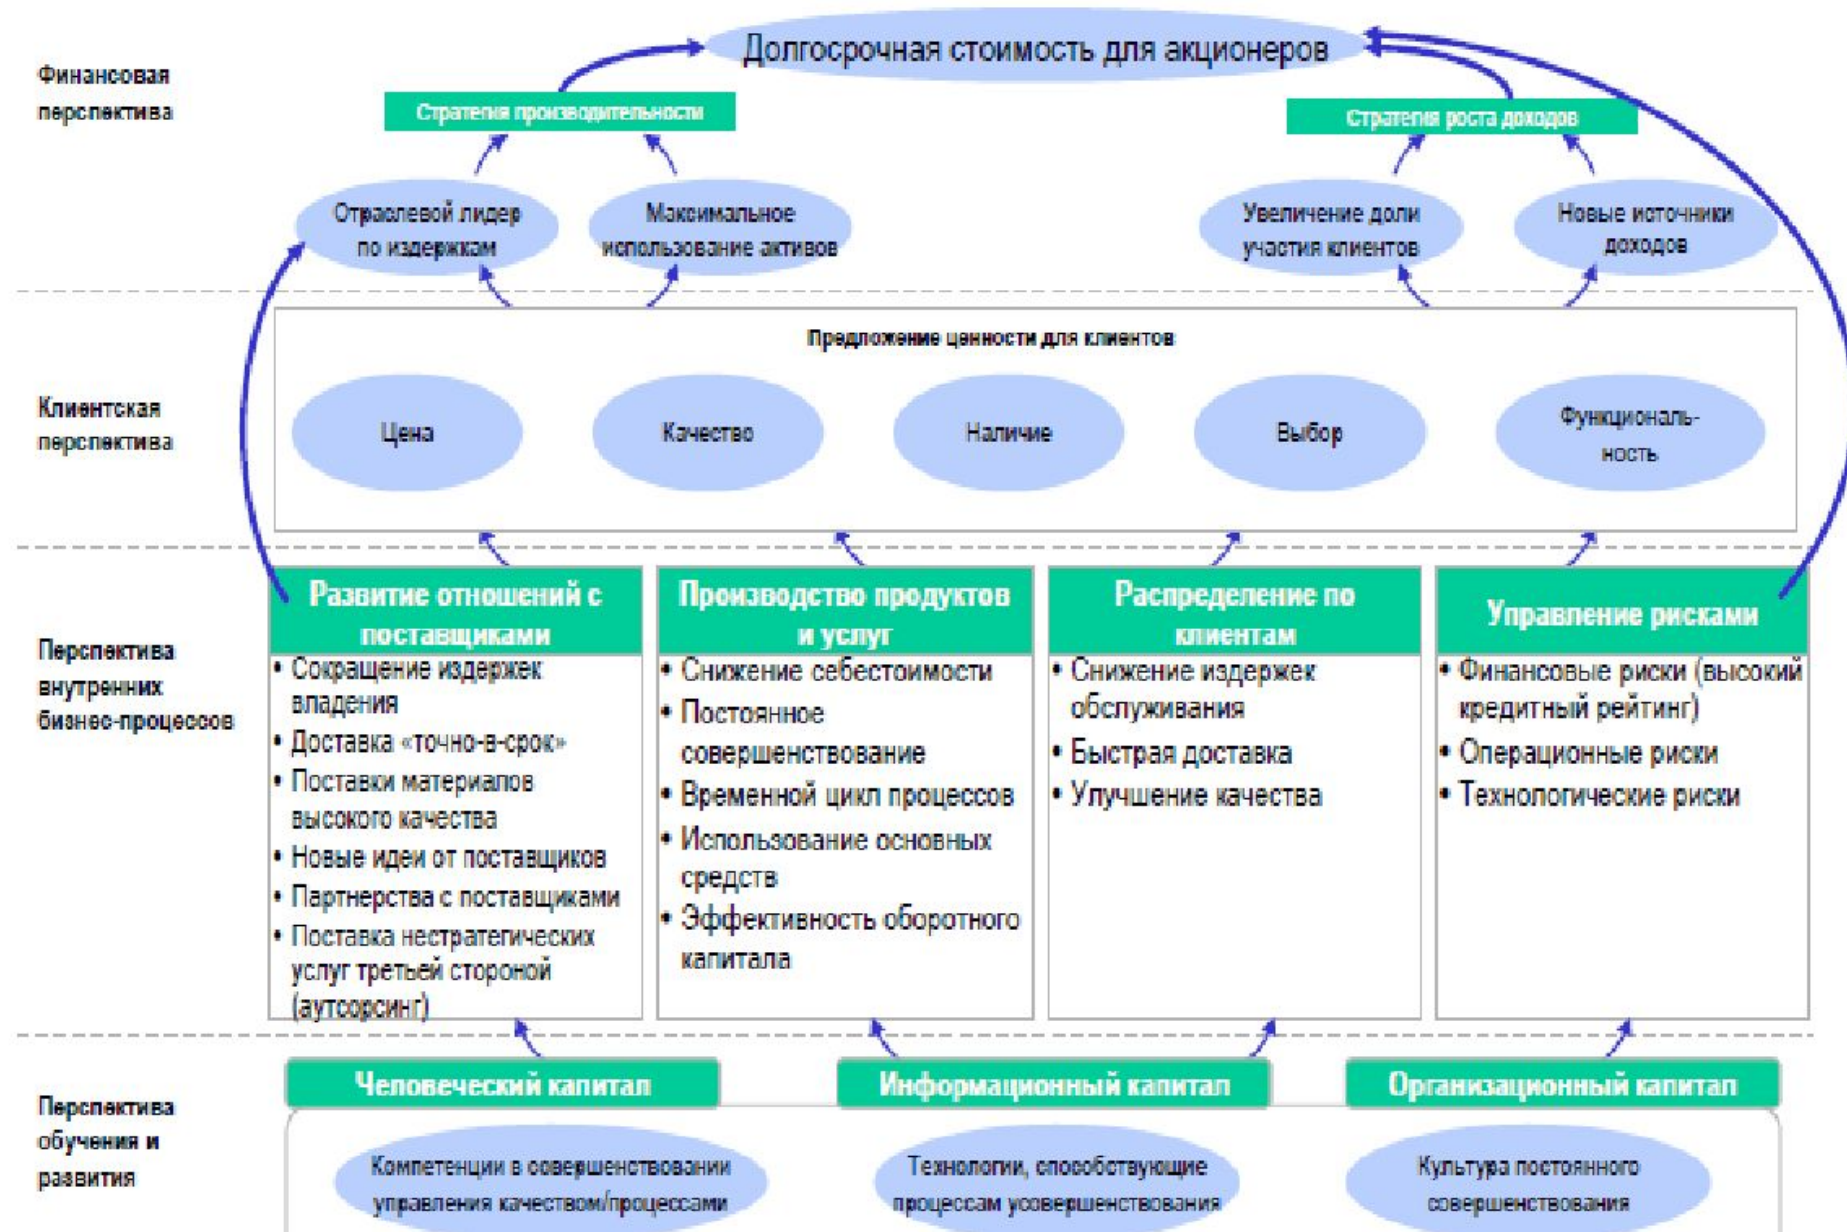 Финансовая
перспектива
Долгосрочная стоимость для акционеров
Стратегия производительности
Стратегия роста доходов
Отраслевой лидер
по издержкам
Максимальное
использование активов
Увеличение доли
участия клиентов
Новые источники
доходов
Клиентская
перспектива
Предложение ценности для клиентов
Цена
Качество
Наличие
Выбор
Функциональ-
ность
Перспектива
внутренних
бизнес-процессов
Развитие отношений с
поставщиками
• Сокращение издержек
владения
• Доставка «точно-в-срок»
• Поставки материалов
высокого качества
• Новые идеи от поставщиков
• Партнерства с поставщиками
• Поставка нестратегических
услуг третьей стороной
(аутсорсинг)
Производство продуктов
и услуг
• Снижение себестоимости
• Постоянное
совершенствование
• Временной цикл процессов
• Использование основных
средств
• Эффективность оборотного
капитала
Распределение по
клиентам
• Снижение издержек
обслуживания
• Быстрая доставка
• Улучшение качества
Управление рисками
• Финансовые риски (высокий
кредитный рейтинг)
• Операционные риски
• Технологические риски
Перспектива
обучения и
развития
Человеческий капитал
Информационный капитал
Организационный капитал
Компетенции в совершенствовании
управления качеством/процессами
Технологии, способствующие
процессам усовершенствования
Культура постоянного
совершенствования